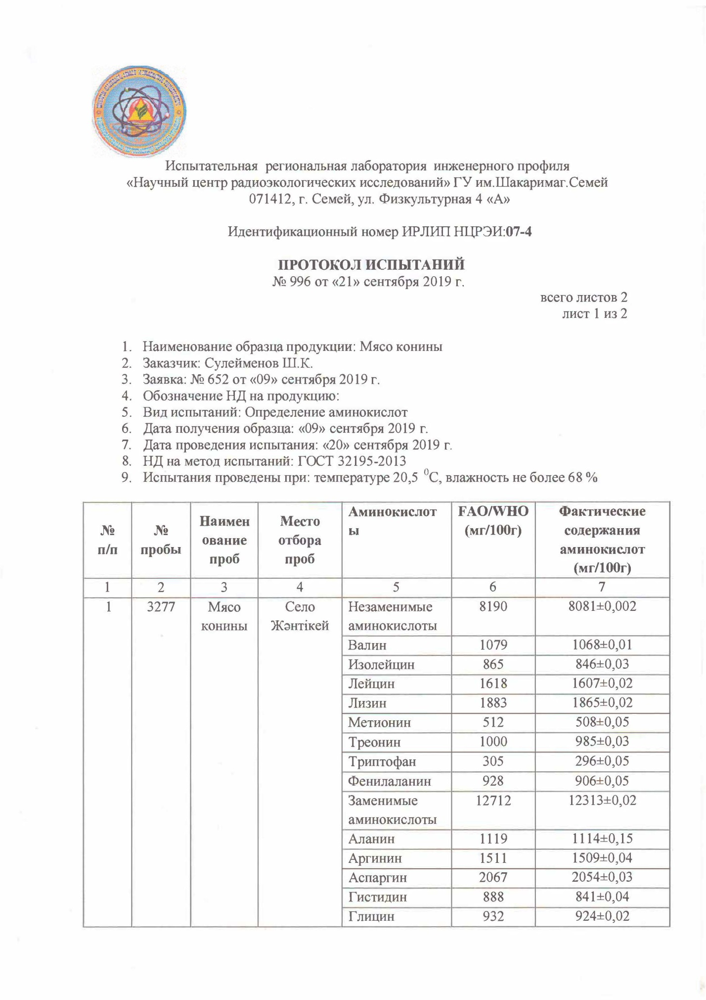 Испытательная региональная лаборатория инженерного профиля
«Научный центр радиоэкологических исследований» ГУ им.Шакаримаг.Семей
071412, г. Семей, ул. Физкультурная 4 «А»
Идентификационный номер ИРЛИП НЦРЭИ:07-4
ПРОТОКОЛ ИСПЫТАНИЙ
№ 996 от «21» сентября 2019 г.
всего листов 2
лист 1 из 2
1. Наименование образца продукции: Мясо конины
2. Заказчик: Сулейменов Ш.К.
3. Заявка: № 652 от «09» сентября 2019 г.
4. Обозначение НД на продукцию:
5. Вид испытаний: Определение аминокислот
6. Дата получения образца: «09» сентября 2019 г.
7. Дата проведения испытания: «20» сентября 2019 г.
8. НД на метод испытаний: ГОСТ 32195-2013
9. Испытания проведены при: температуре 20,5 ⁰С, влажность не более 68 %
№ п/п | № пробы | Наимен ование проб | Место отбора проб | Аминокислот ы | FAO/WHO (мг/100г) | Фактические содержания аминокислот (мг/100г)
1 | 2 | 3 | 4 | 5 | 6 | 7
1 | 3277 | Мясо конины | Село Жәнтікей | Незаменимые аминокислоты | 8190 | 8081±0,002
Валин | 1079 | 1068±0,01
Изолейцин | 865 | 846±0,03
Лейцин | 1618 | 1607±0,02
Лизин | 1883 | 1865±0,02
Метионин | 512 | 508±0,05
Треонин | 1000 | 985±0,03
Триптофан | 305 | 296±0,05
Фенилаланин | 928 | 906±0,05
Заменимые аминокислоты | 12712 | 12313±0,02
Аланин | 1119 | 1114±0,15
Аргинин | 1511 | 1509±0,04
Аспаргин | 2067 | 2054±0,03
Гистидин | 888 | 841±0,04
Глицин | 932 | 924±0,02